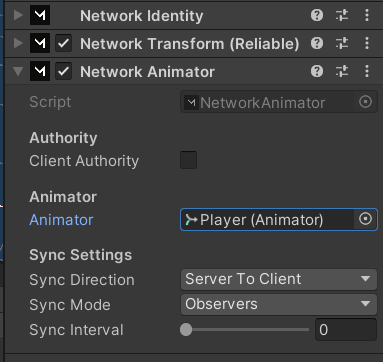 Network Identity
Network Transform (Reliable)
Network Animator
Script NetworkAnimator
Authority
Client Authority
Animator
Animator Player (Animator)
Sync Settings
Sync Direction Server To Client
Sync Mode Observers
Sync Interval 0